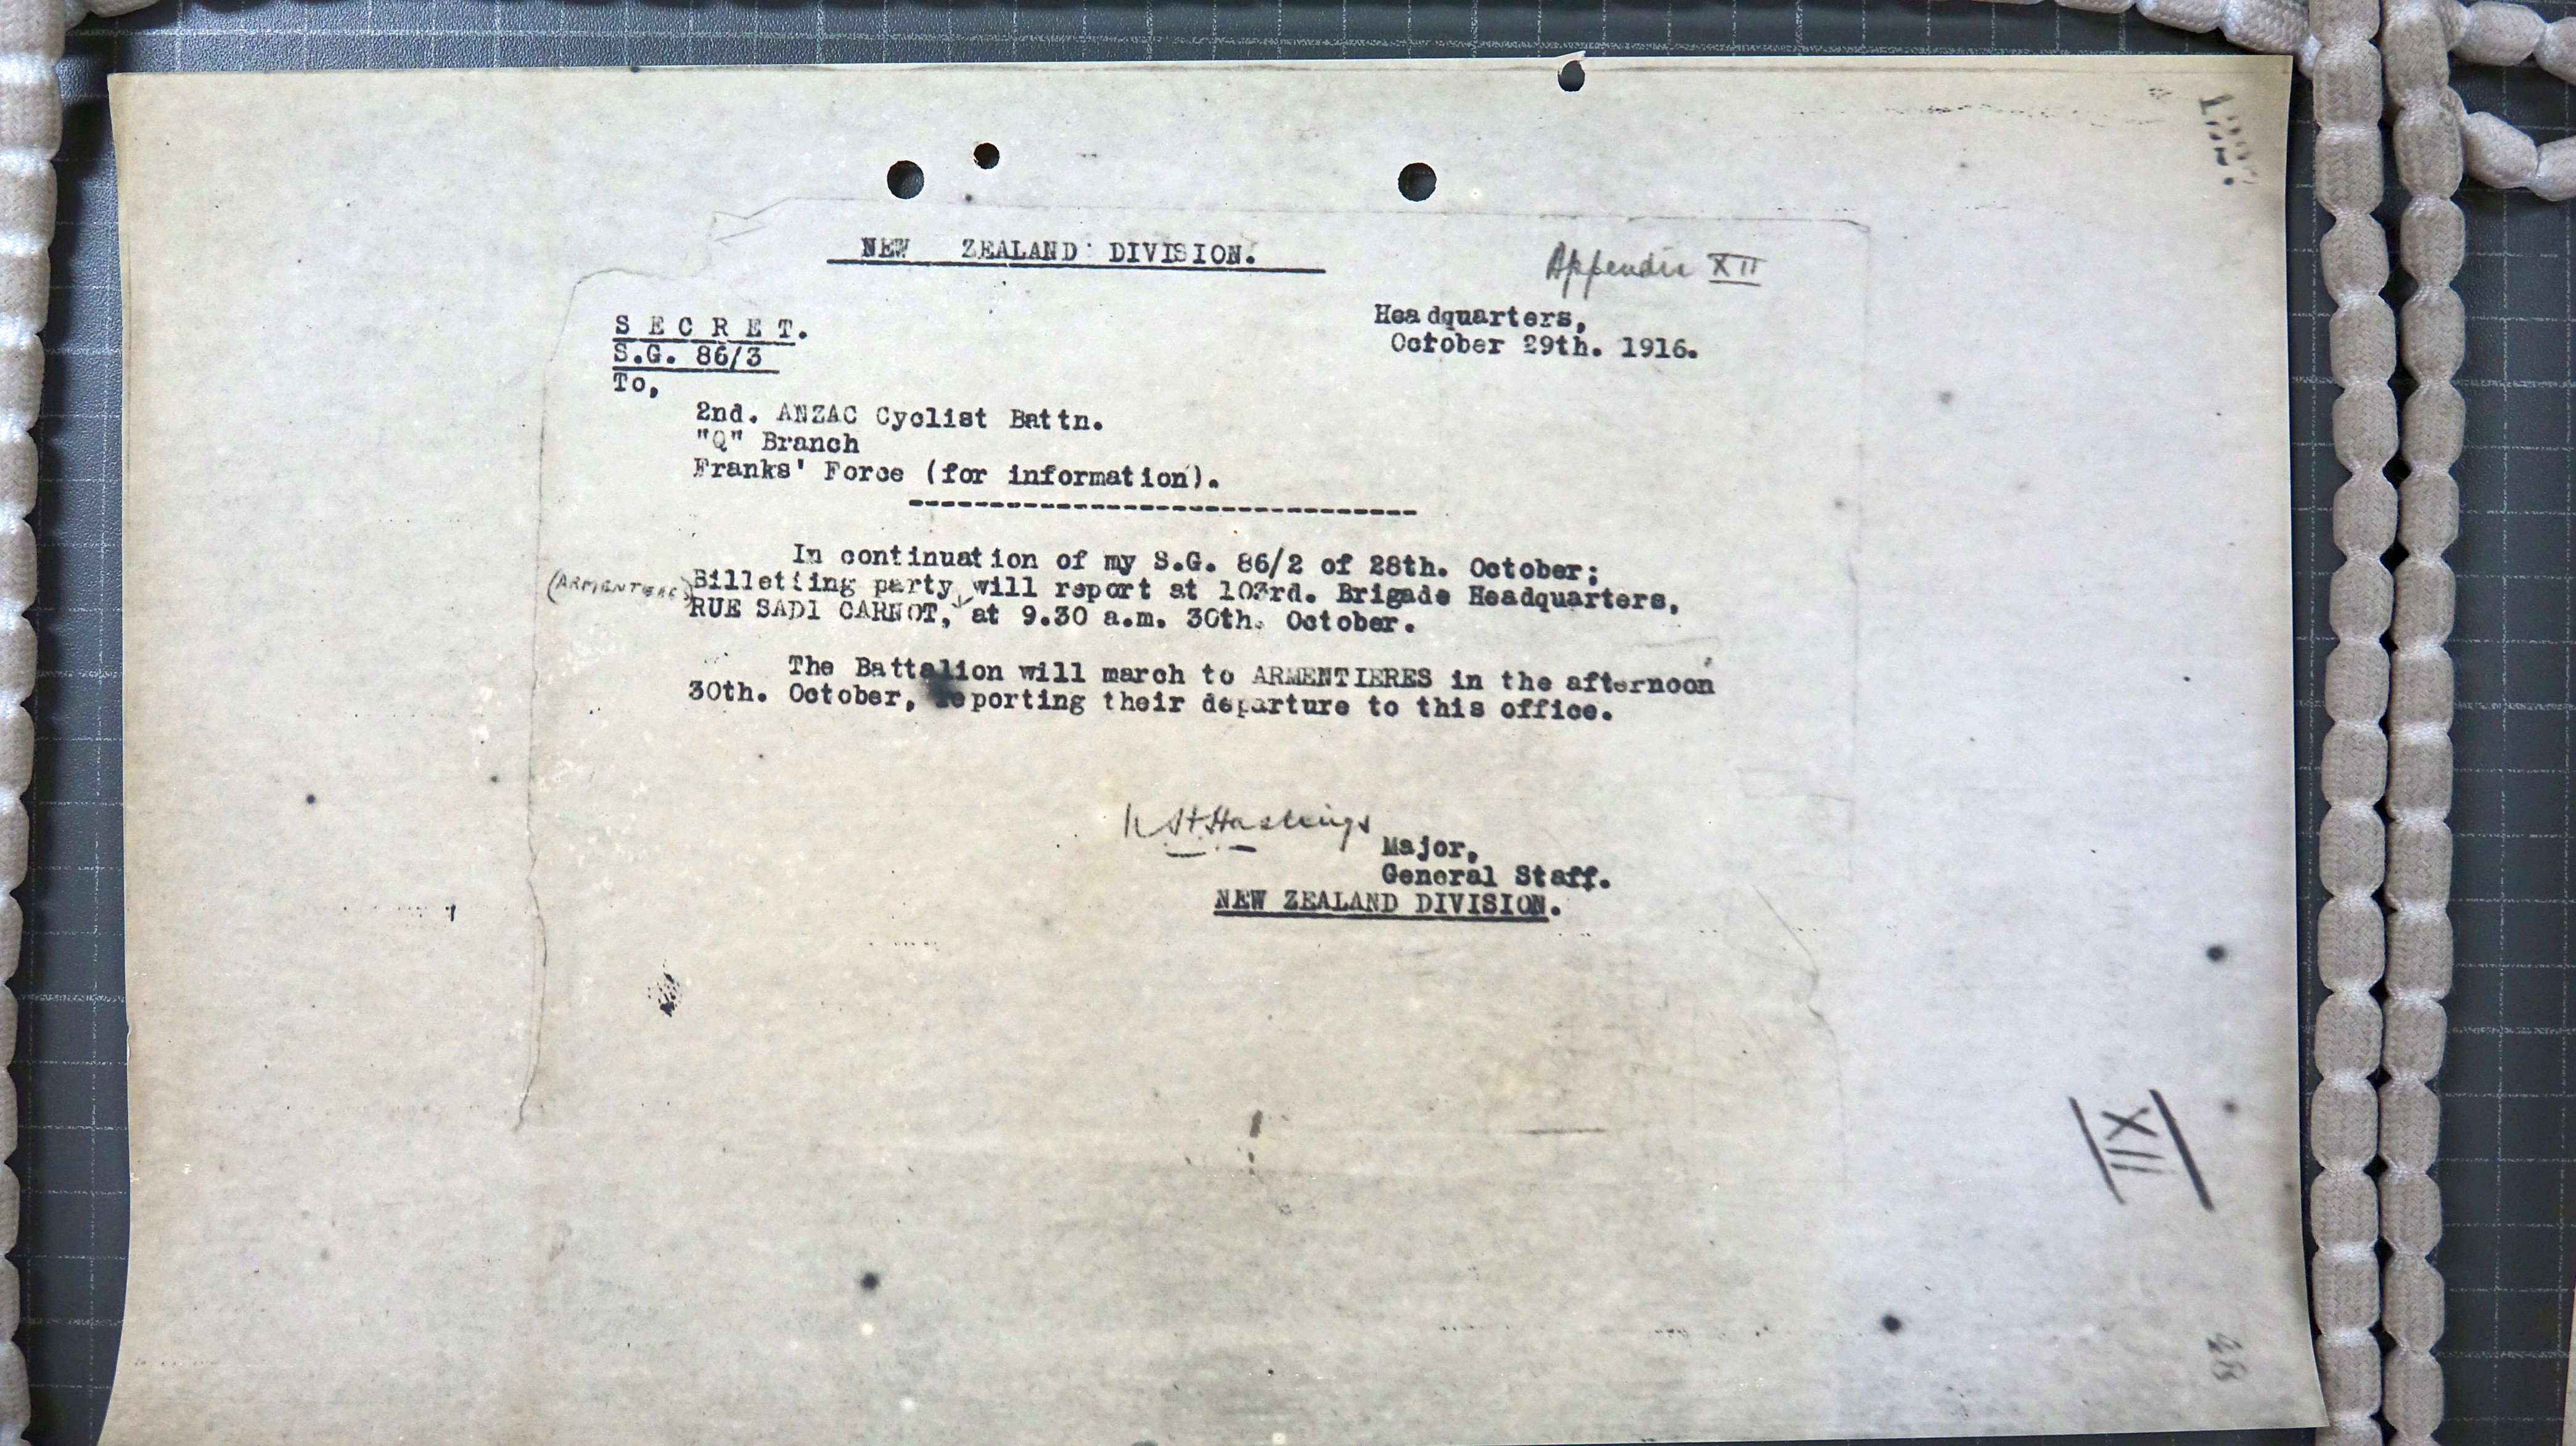 NEW ZEALAND DIVISION.
Appendix XII
Headquarters,
October 29th. 1916.
S E C R E T.
S.G. 86/3
To,
2nd. ANZAC Cyclist Battn.
"Q" Branch
Franks' Force (for information).
In continuation of my S.G. 86/2 of 28th. October;
(ARMENTIERES) Billetting party will report at 103rd. Brigade Headquarters,
RUE SADI CARNOT, at 9.30 a.m. 30th. October.
The Battalion will march to ARMENTIERES in the afternoon
30th. October, reporting their departure to this office.
Hastings
Major,
General Staff.
NEW ZEALAND DIVISION.
XII